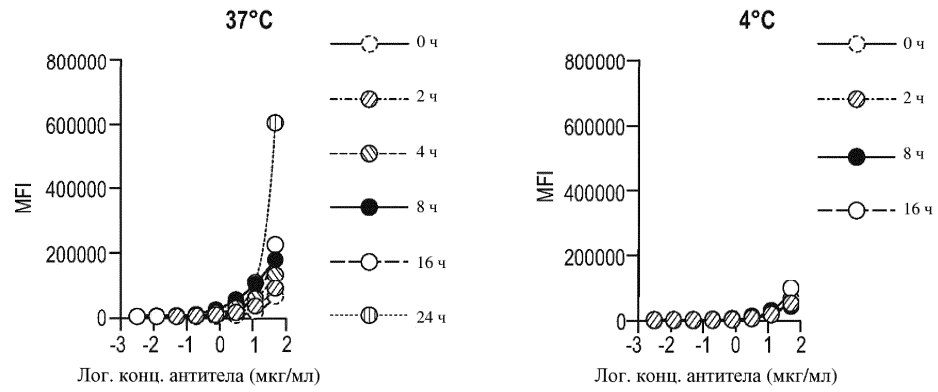 37°C
800000
600000
400000
200000
0
MFI
-3 -2 -1 0 1 2
Лог. конц. антитела (мкг/мл)
0 ч
2 ч
4 ч
8 ч
16 ч
24 ч
4°C
800000
600000
400000
200000
0
MFI
-3 -2 -1 0 1 2
Лог. конц. антитела (мкг/мл)
0 ч
2 ч
8 ч
16 ч